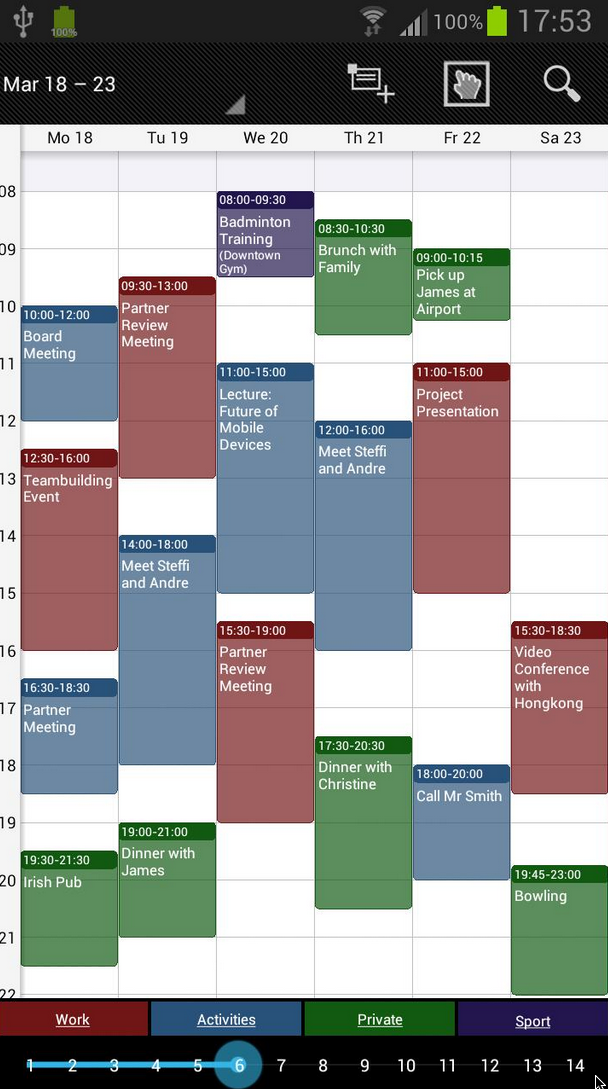 100%
100%
17:53
Mar 18 – 23
Mo 18
Tu 19
We 20
Th 21
Fr 22
Sa 23
08
09
10
11
12
13
14
15
16
17
18
19
20
21
22
10:00-12:00
Board
Meeting
12:30-16:00
Teambuilding
Event
16:30-18:30
Partner
Meeting
19:30-21:30
Irish Pub
09:30-13:00
Partner
Review
Meeting
14:00-18:00
Meet Steffi
and Andre
19:00-21:00
Dinner with
James
08:00-09:30
Badminton
Training
(Downtown
Gym)
11:00-15:00
Lecture:
Future of
Mobile
Devices
15:30-19:00
Partner
Review
Meeting
08:30-10:30
Brunch with
Family
12:00-16:00
Meet Steffi
and Andre
17:30-20:30
Dinner with
Christine
09:00-10:15
Pick up
James at
Airport
11:00-15:00
Project
Presentation
18:00-20:00
Call Mr Smith
15:30-18:30
Video
Conference
with
Hongkong
19:45-23:00
Bowling
Work
Activities
Private
Sport
1 2 3 4 5 6 7 8 9 10 11 12 13 14